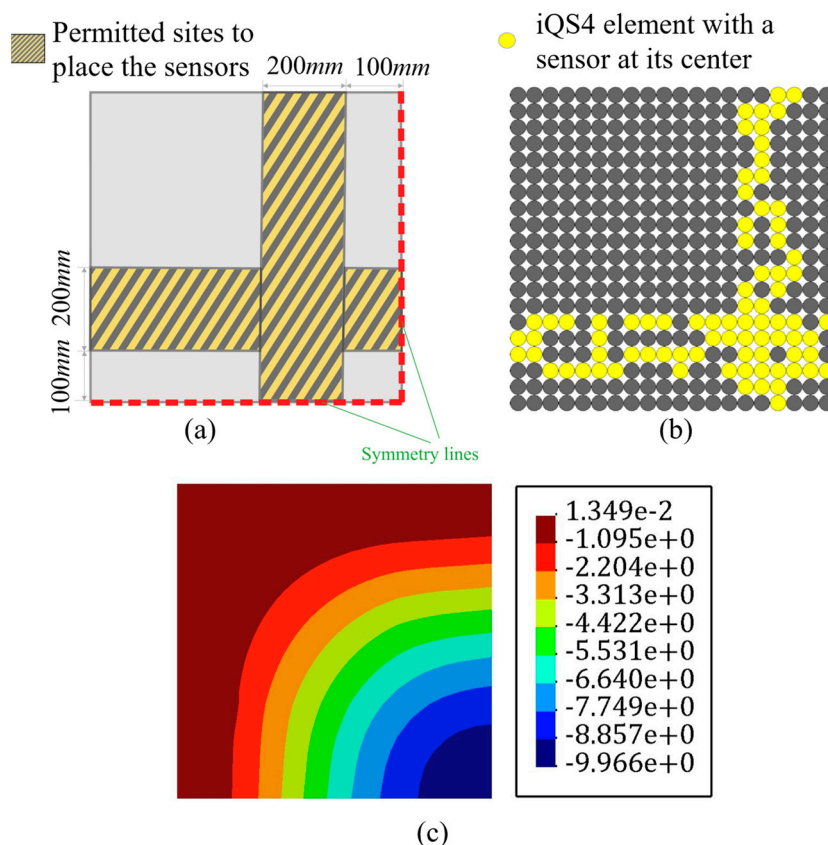 Permitted sites to
place the sensors
200mm
100mm
iQS4 element with a
sensor at its center
200mm
100mm
(a)
(b)
Symmetry lines
1.349e-2
-1.095e+0
-2.204e+0
-3.313e+0
-4.422e+0
-5.531e+0
-6.640e+0
-7.749e+0
-8.857e+0
-9.966e+0
(c)